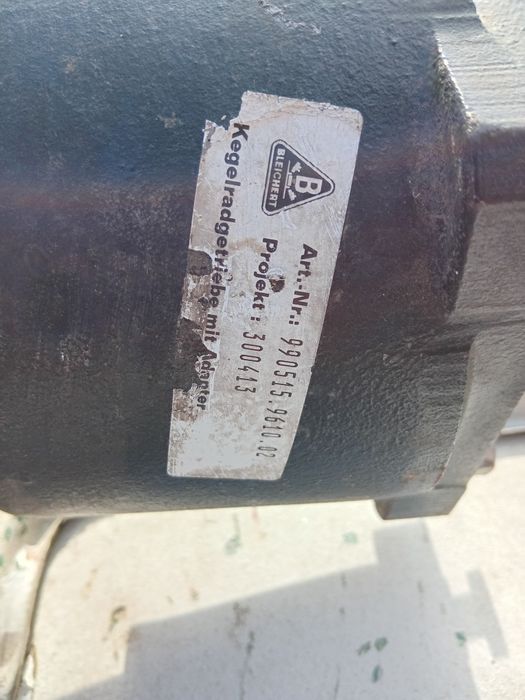 B
BLEICHERT
Art.-Nr.: 990515.9610.02
Projekt: 300413
Kegelradgetriebe mit Adapter